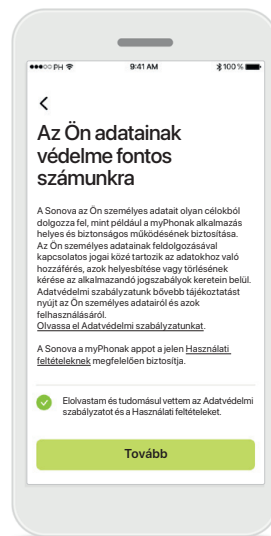 PH 9:41 AM 100 %
Az Ön adatainak
védelme fontos
számunkra
A Sonova az Ön személyes adatait olyan célokból
dolgozza fel, mint például a myPhonak alkalmazás
helyes és biztonságos működésének biztosítása.
Az Ön személyes adatainak feldolgozásával
kapcsolatos jogai közé tartozik az adatokhoz való
hozzáférés, azok helyesbítése vagy törlésének
kérése az alkalmazandó jogszabályok keretein belül.
Adatvédelmi szabályzatunk bővebb tájékoztatást
nyújt az Ön személyes adatairól és azok
felhasználásáról.
Olvassa el Adatvédelmi szabályzatunkat.
A Sonova a myPhonak appot a jelen Használati
feltételeknek megfelelően biztosítja.
Elolvastam és tudomásul vettem az Adatvédelmi
szabályzatot és a Használati feltételeket.
Tovább